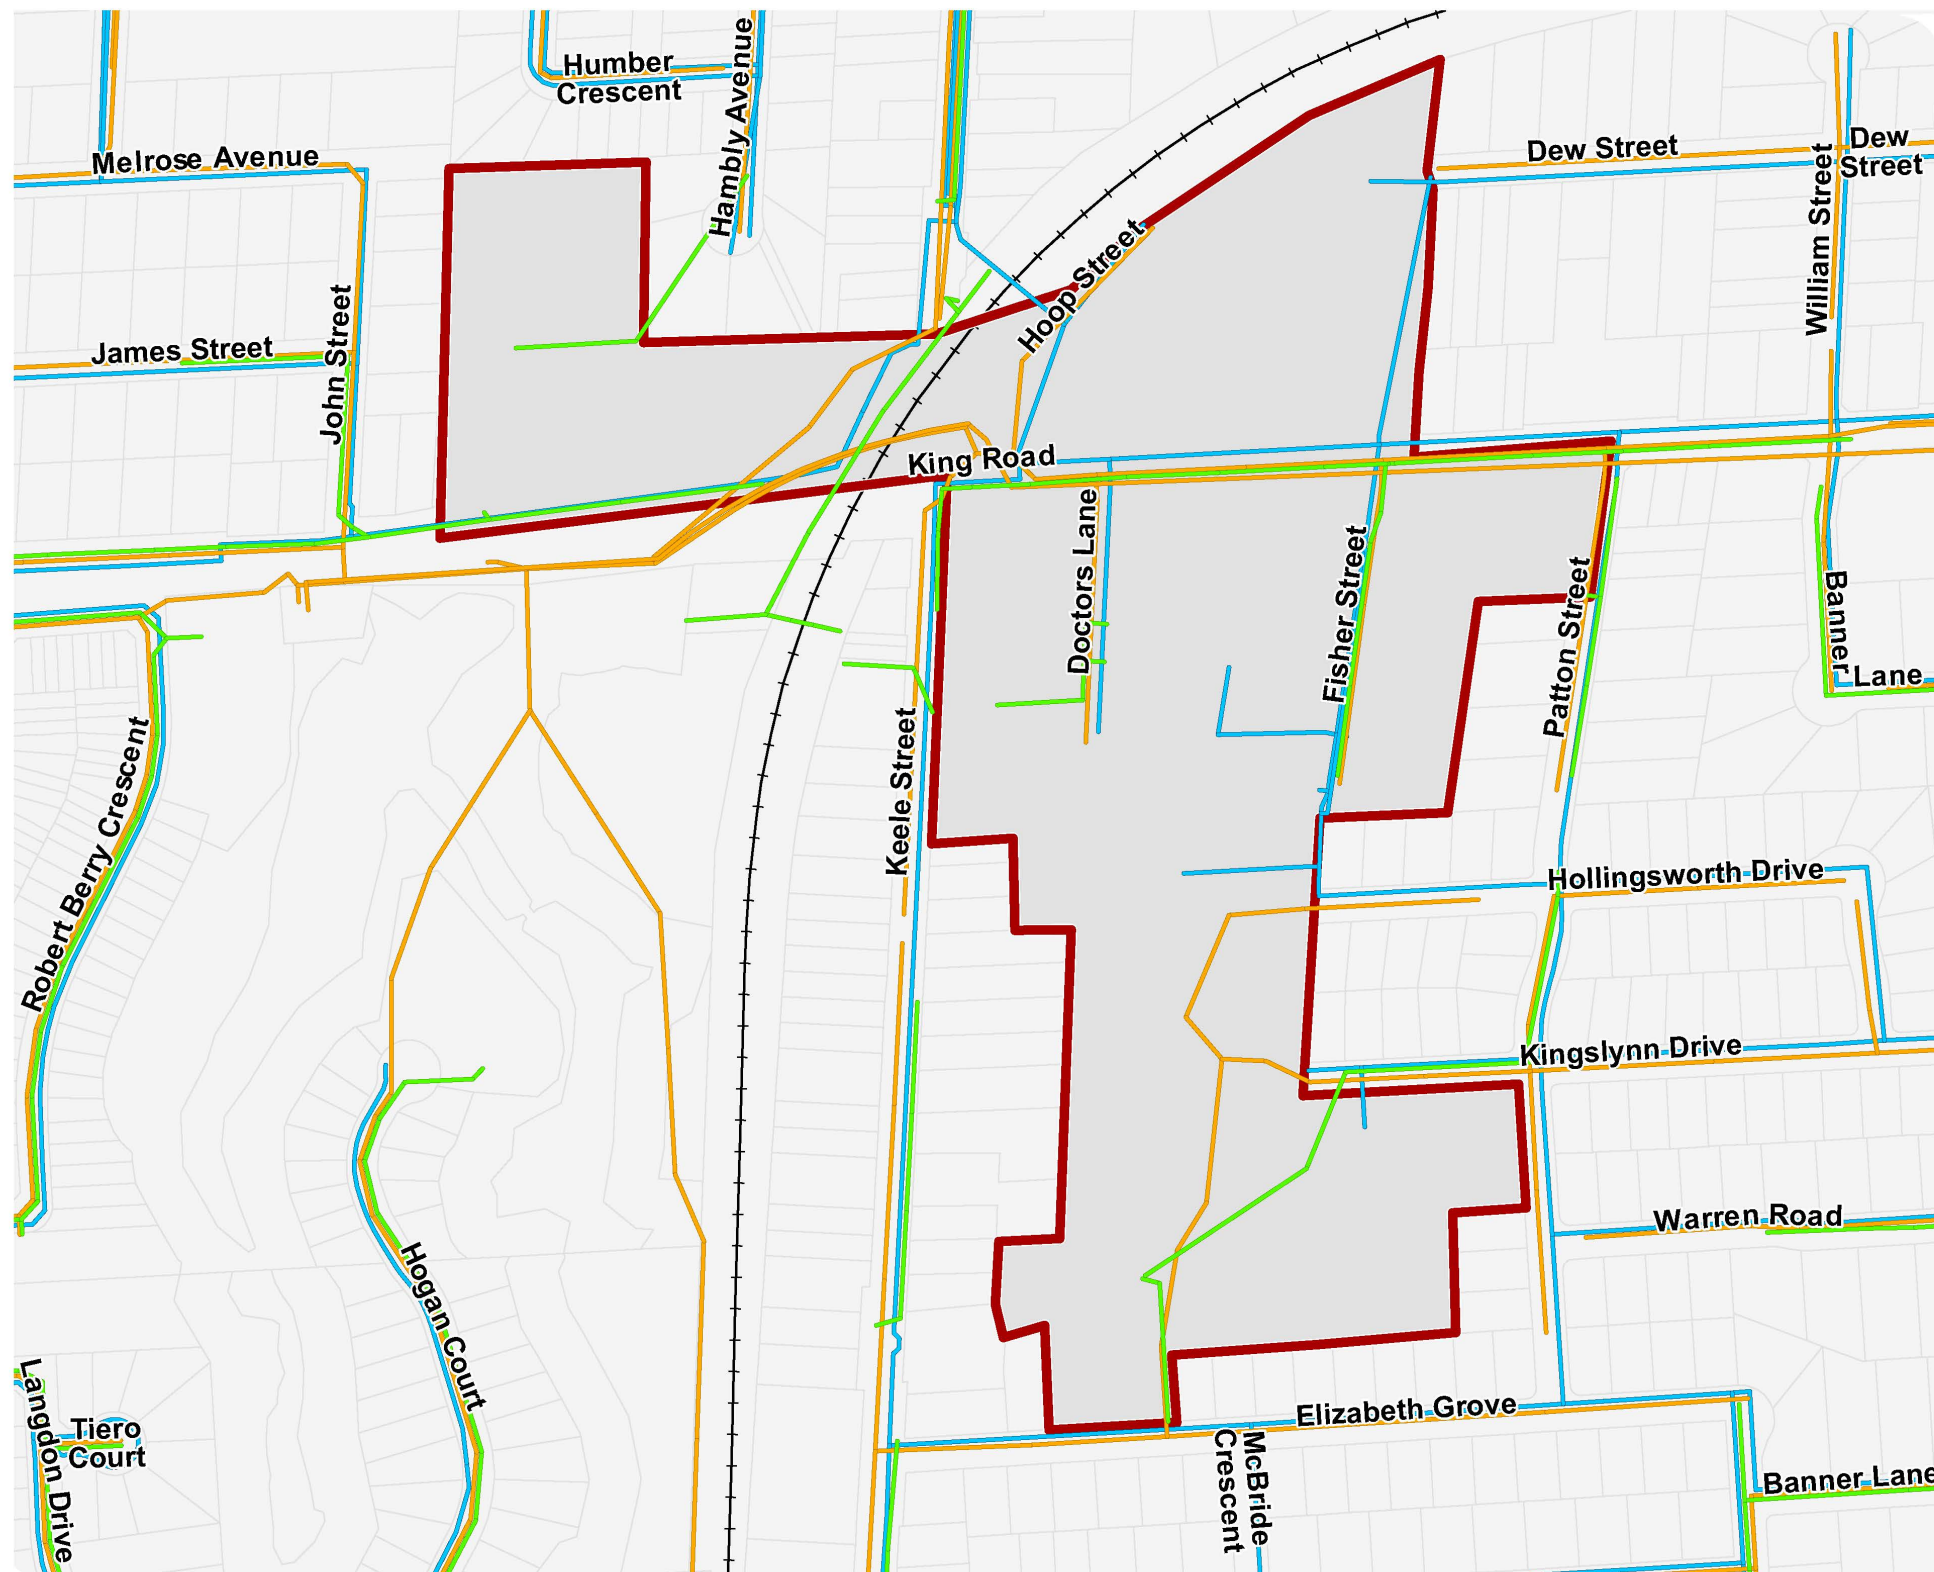 Humber
Crescent
Hambly Avenue
Melrose Avenue
Dew Street
Dew
Street
William Street
Hoop Street
James Street
John Street
King Road
Doctors Lane
Fisher Street
Patton Street
Banner
Lane
Keele Street
Robert Berry Crescent
Hollingsworth Drive
Kingslynn Drive
Warren Road
Hogan Court
Langdon Drive
Tiero
Court
Elizabeth Grove
McBride
Crescent
Banner Lane